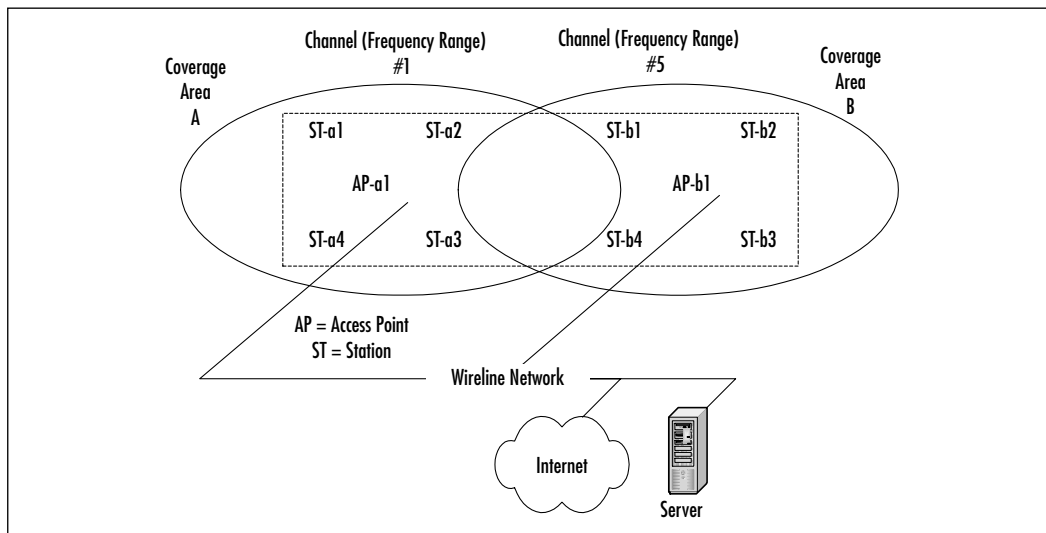 Channel (Frequency Range)
#1
Channel (Frequency Range)
#5
Coverage
Area
A
Coverage
Area
B
ST-a1
ST-a2
ST-b1
ST-b2
AP-a1
AP-b1
ST-a4
ST-a3
ST-b4
ST-b3
AP = Access Point
ST = Station
Wireline Network
Internet
Server